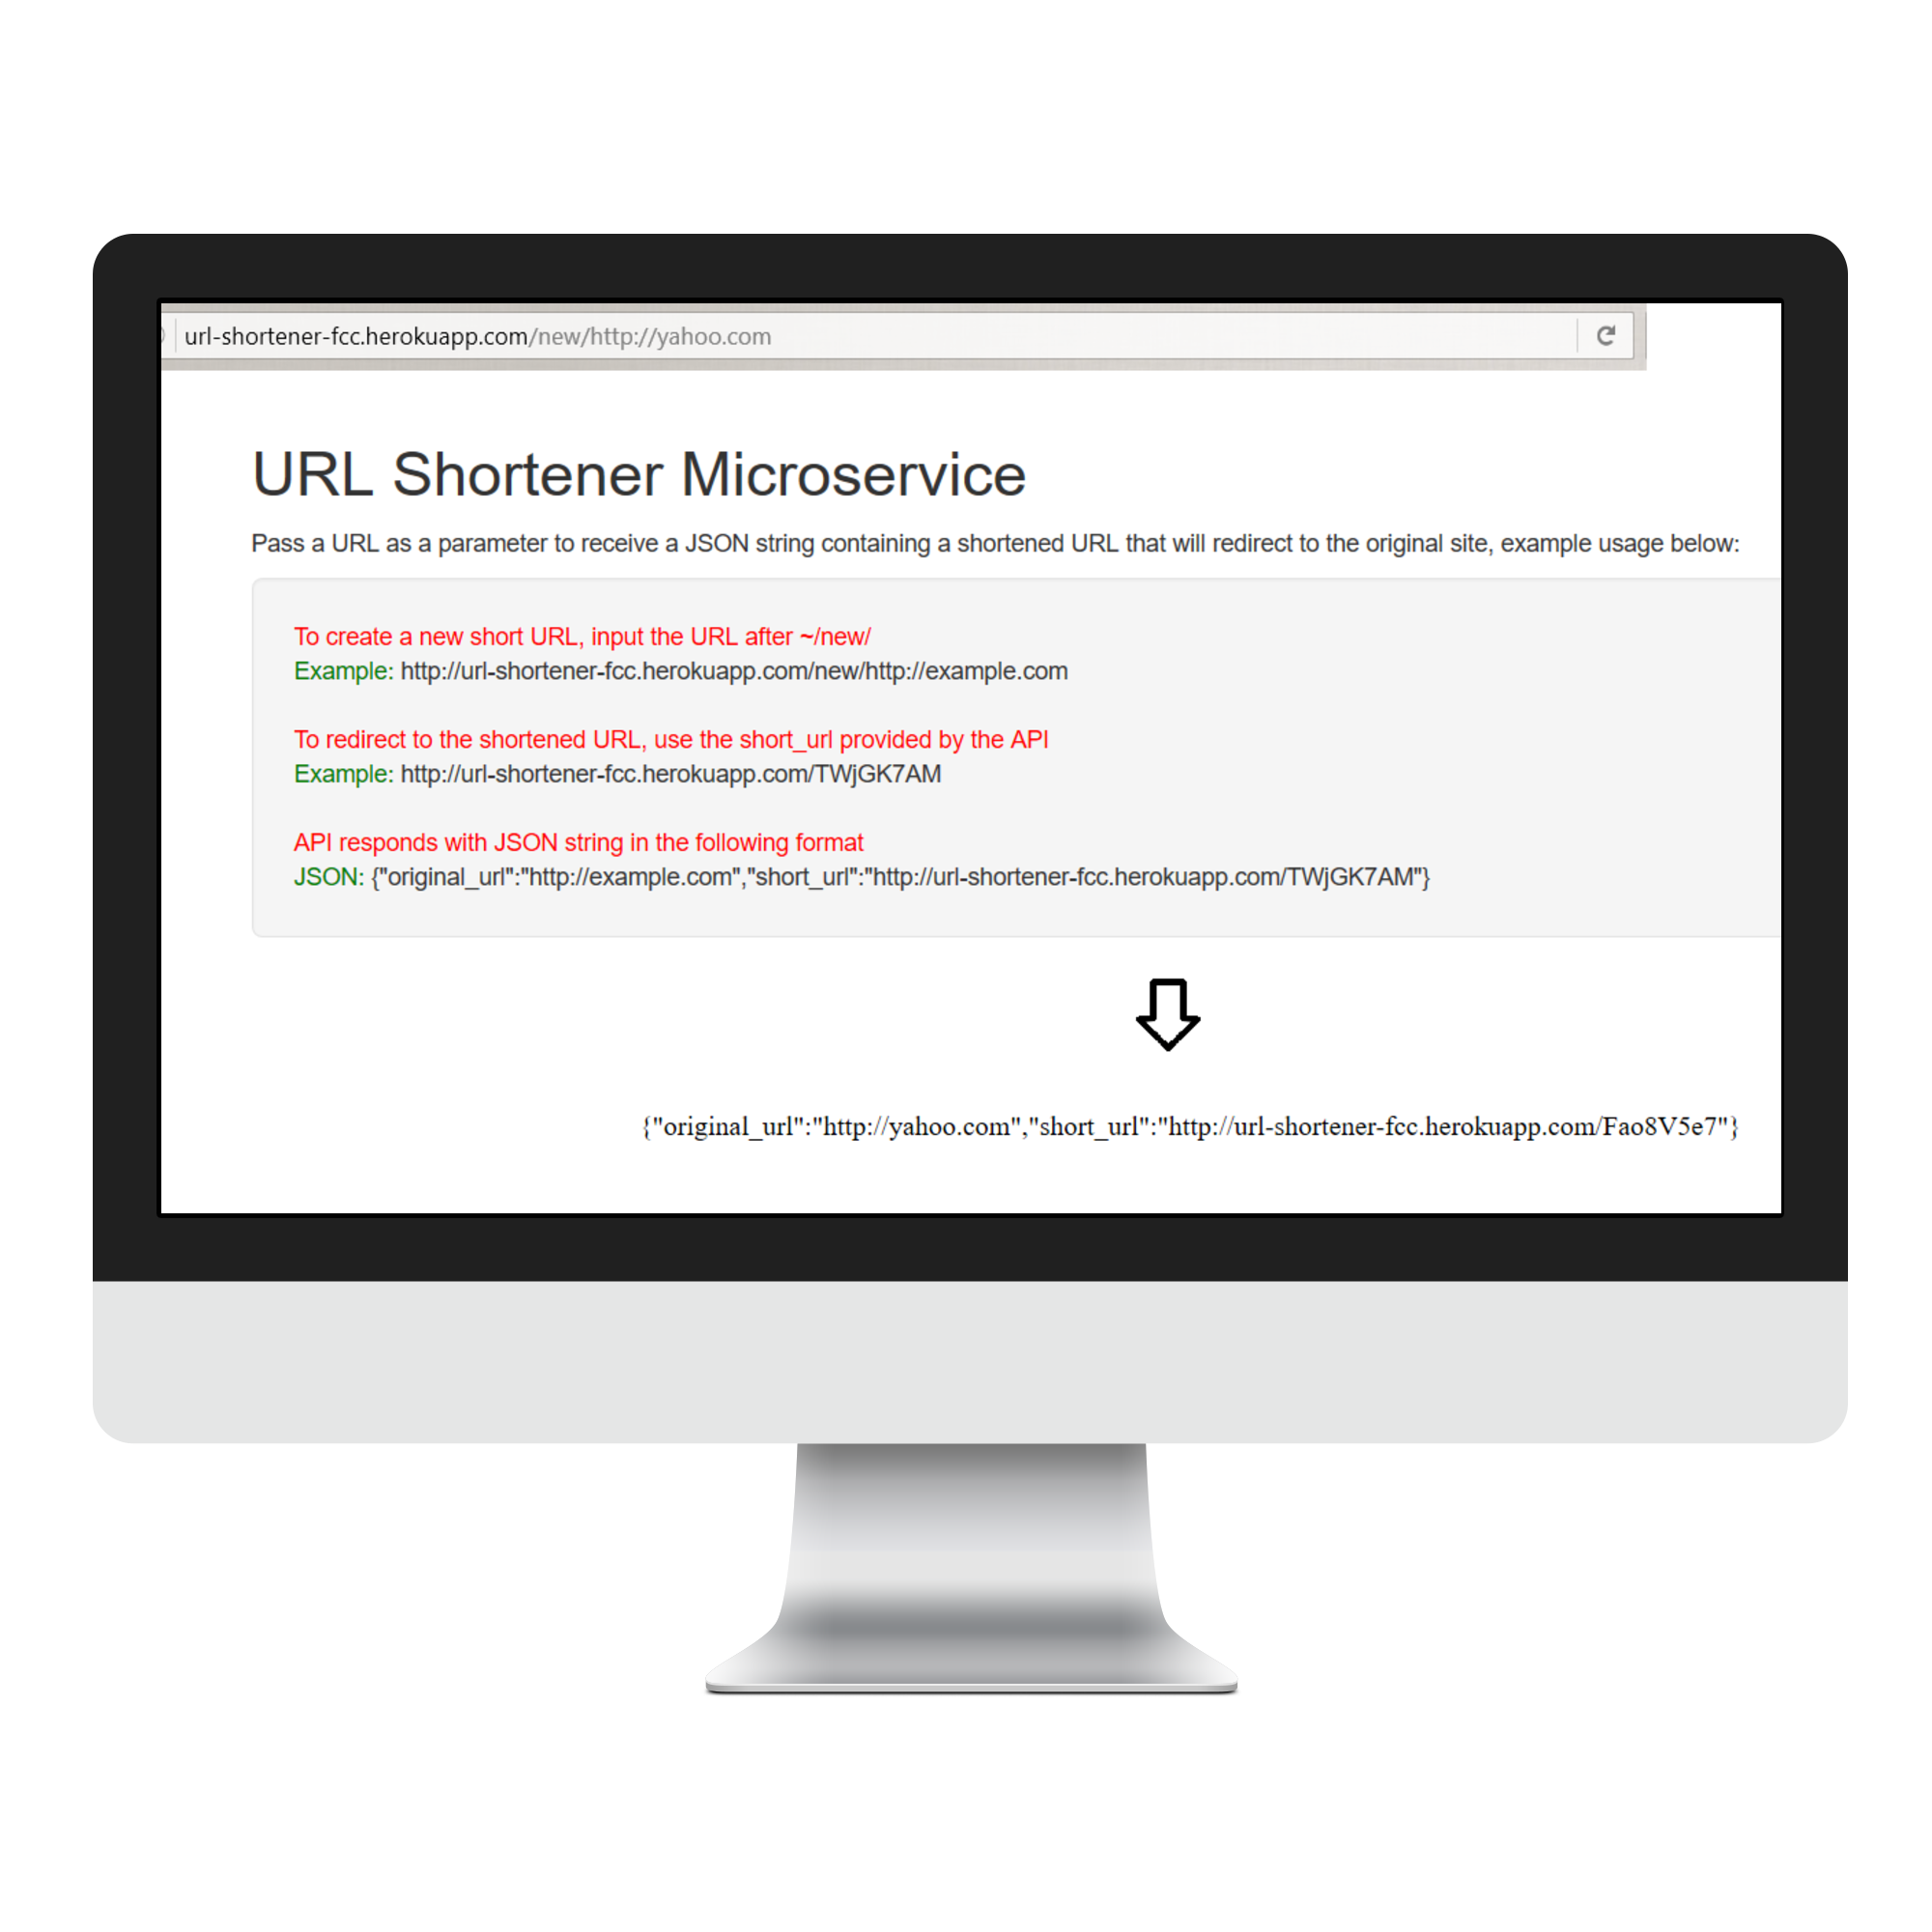 url-shortener-fcc.herokuapp.com/new/http://yahoo.com
URL Shortener Microservice
Pass a URL as a parameter to receive a JSON string containing a shortened URL that will redirect to the original site, example usage below:
To create a new short URL, input the URL after ~/new/
Example: http://url-shortener-fcc.herokuapp.com/new/http://example.com
To redirect to the shortened URL, use the short_url provided by the API
Example: http://url-shortener-fcc.herokuapp.com/TWjGK7AM
API responds with JSON string in the following format
JSON: {"original_url":"http://example.com","short_url":"http://url-shortener-fcc.herokuapp.com/TWjGK7AM"}
{"original_url":"http://yahoo.com","short_url":"http://url-shortener-fcc.herokuapp.com/Fao8V5e7"}